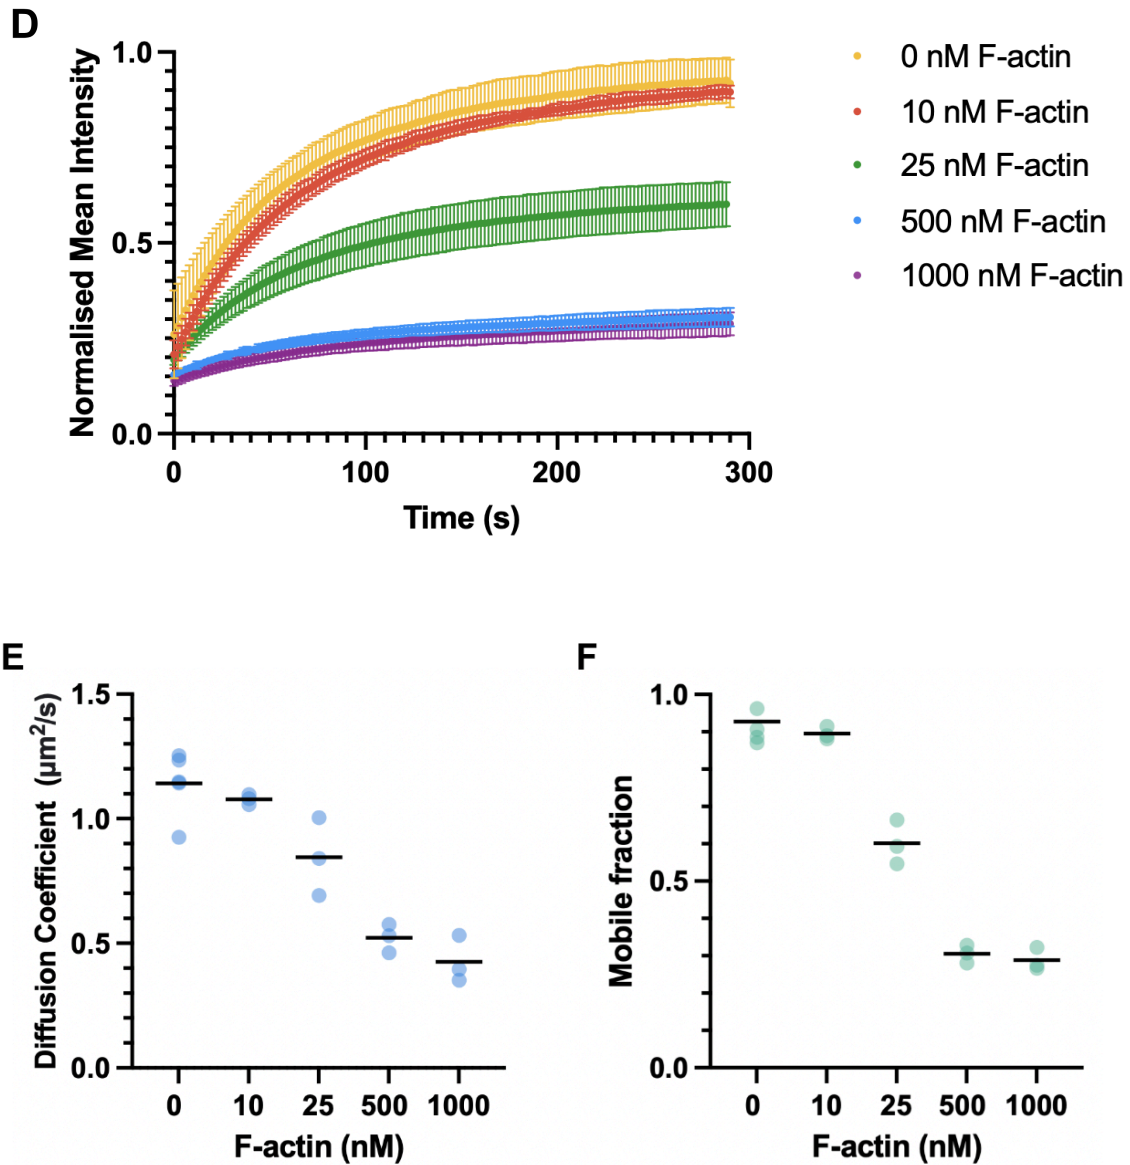 D
Normalised Mean Intensity
1.0
0.5
0.0
0 100 200 300
Time (s)
0 nM F-actin
10 nM F-actin
25 nM F-actin
500 nM F-actin
1000 nM F-actin
E
Diffusion Coefficient (μm²/s)
1.5
1.0
0.5
0.0
0 10 25 500 1000
F-actin (nM)
F
Mobile fraction
1.0
0.5
0.0
0 10 25 500 1000
F-actin (nM)